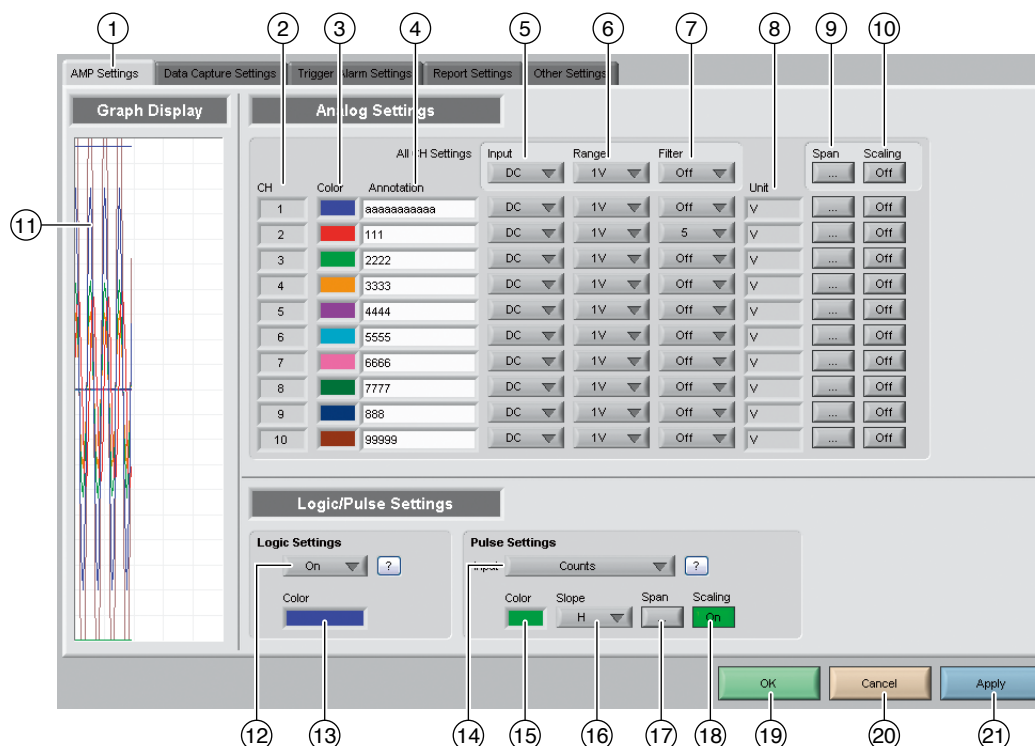 1 2 3 4 5 6 7 8 9 10
AMP Settings Data Capture Settings Trigger Alarm Settings Report Settings Other Settings
Graph Display
Analog Settings
All CH Settings Input Range Filter Span Scaling
DC 1V Off ... Off
CH Color Annotation Unit
1 aaaaaaaaaaa DC 1V Off V ... Off
2 111 DC 1V 5 V ... Off
3 2222 DC 1V Off V ... Off
4 3333 DC 1V Off V ... Off
5 4444 DC 1V Off V ... Off
6 5555 DC 1V Off V ... Off
7 6666 DC 1V Off V ... Off
8 7777 DC 1V Off V ... Off
9 888 DC 1V Off V ... Off
10 99999 DC 1V Off V ... Off
11
Logic/Pulse Settings
Logic Settings
On ?
Color
Pulse Settings
Input Counts ?
Color Slope Span Scaling
H ... On
OK Cancel Apply
12 13 14 15 16 17 18 19 20 21